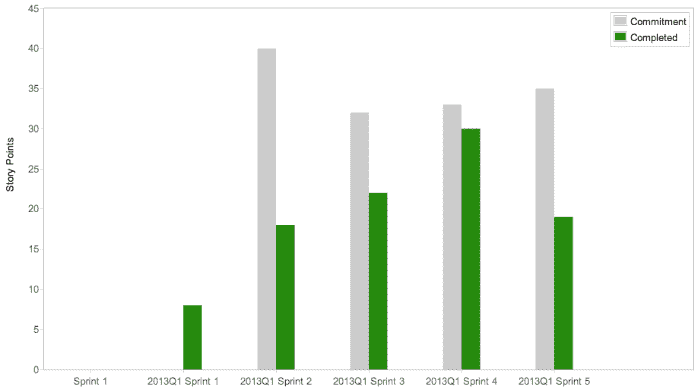 45
Commitment
Completed
40
35
30
25
20
15
10
5
0
Story Points
Sprint 1
2013Q1 Sprint 1
2013Q1 Sprint 2
2013Q1 Sprint 3
2013Q1 Sprint 4
2013Q1 Sprint 5